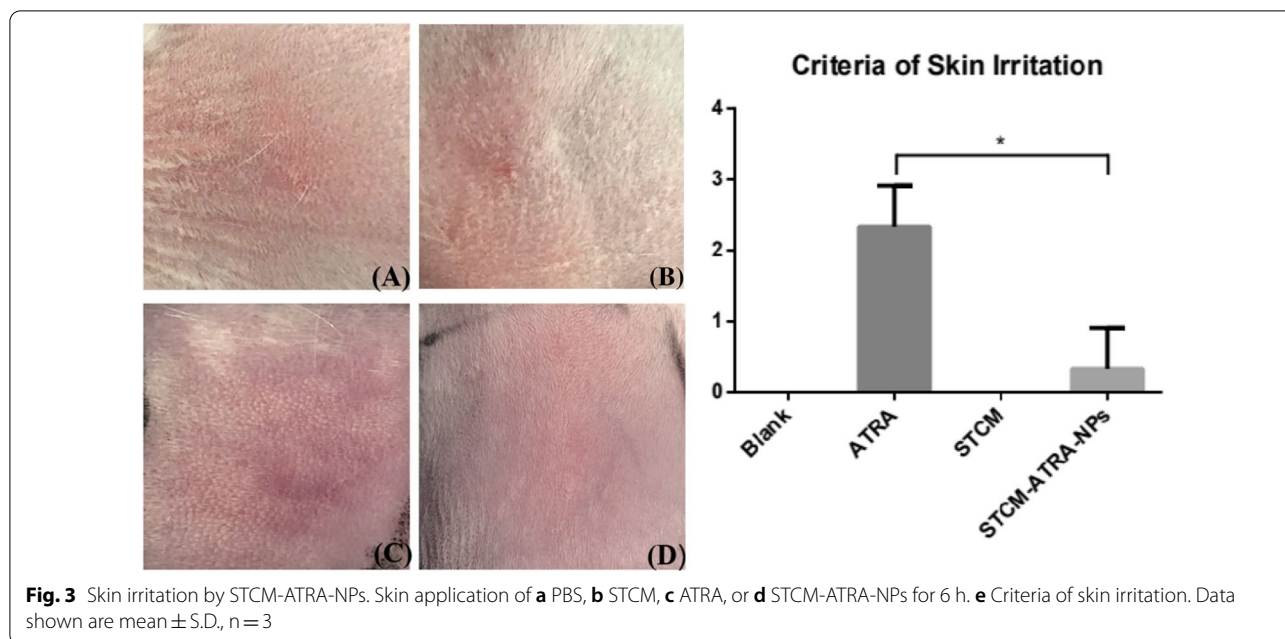 (A)
(B)
(C)
(D)
Criteria of Skin Irritation
4
3
2
1
0
*
Blank
ATRA
STCM
STCM-ATRA-NPs
Fig. 3 Skin irritation by STCM-ATRA-NPs. Skin application of a PBS, b STCM, c ATRA, or d STCM-ATRA-NPs for 6 h. e Criteria of skin irritation. Data
shown are mean ± S.D., n = 3